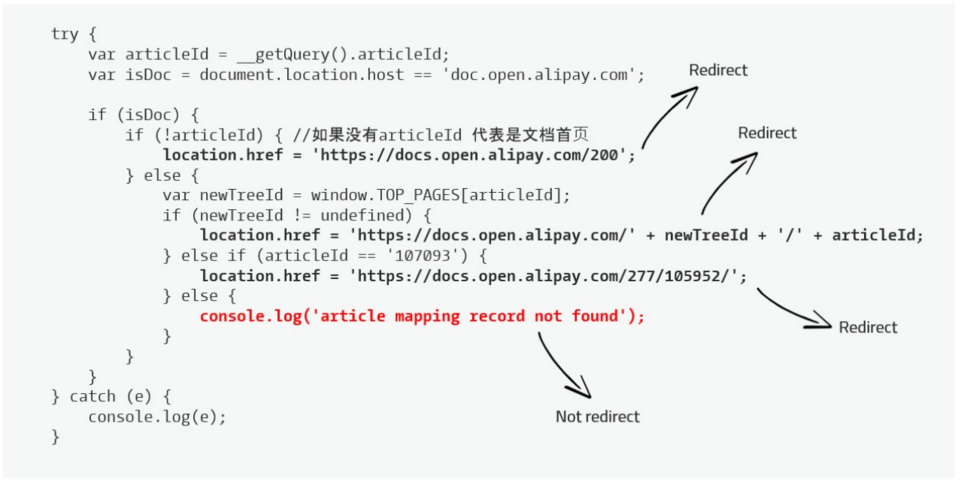 try {
    var articleId = __getQuery().articleId;
    var isDoc = document.location.host == 'doc.open.alipay.com';
Redirect
    if (isDoc) {
        if (!articleId) { //如果没有articleId 代表是文档首页
Redirect
            location.href = 'https://docs.open.alipay.com/200';
        } else {
            var newTreeId = window.TOP_PAGES[articleId];
            if (newTreeId != undefined) {
                location.href = 'https://docs.open.alipay.com/' + newTreeId + '/' + articleId;
            } else if (articleId == '107093') {
                location.href = 'https://docs.open.alipay.com/277/105952/';
            } else {
                console.log('article mapping record not found');
Redirect
            }
        }
    }
} catch (e) {
    console.log(e);
Not redirect
}